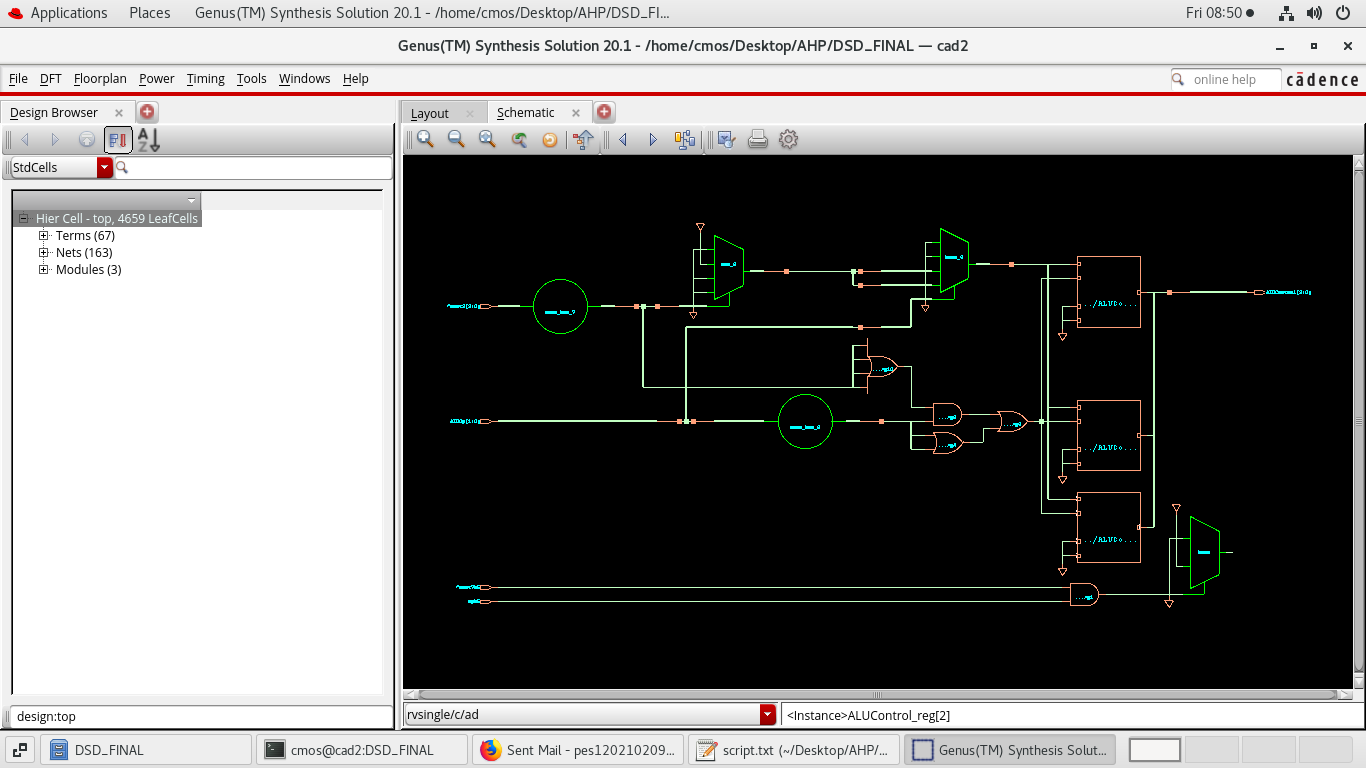 Applications Places Genus(TM) Synthesis Solution 20.1 - /home/cmos/Desktop/AHP/DSD_FI... Fri 08:50
Genus(TM) Synthesis Solution 20.1 - /home/cmos/Desktop/AHP/DSD_FINAL — cad2
File DFT Floorplan Power Timing Tools Windows Help online help cādence
Design Browser Layout Schematic
StdCells
Hier Cell - top, 4659 LeafCells
Terms (67)
Nets (163)
Modules (3)
../ALUDe...
../ALUDe...
../ALUDe...
design:top rvsingle/c/ad <Instance>ALUControl_reg[2]
DSD_FINAL cmos@cad2:DSD_FINAL Sent Mail - pes120210209... script.txt (~/Desktop/AHP/... Genus(TM) Synthesis Solut...